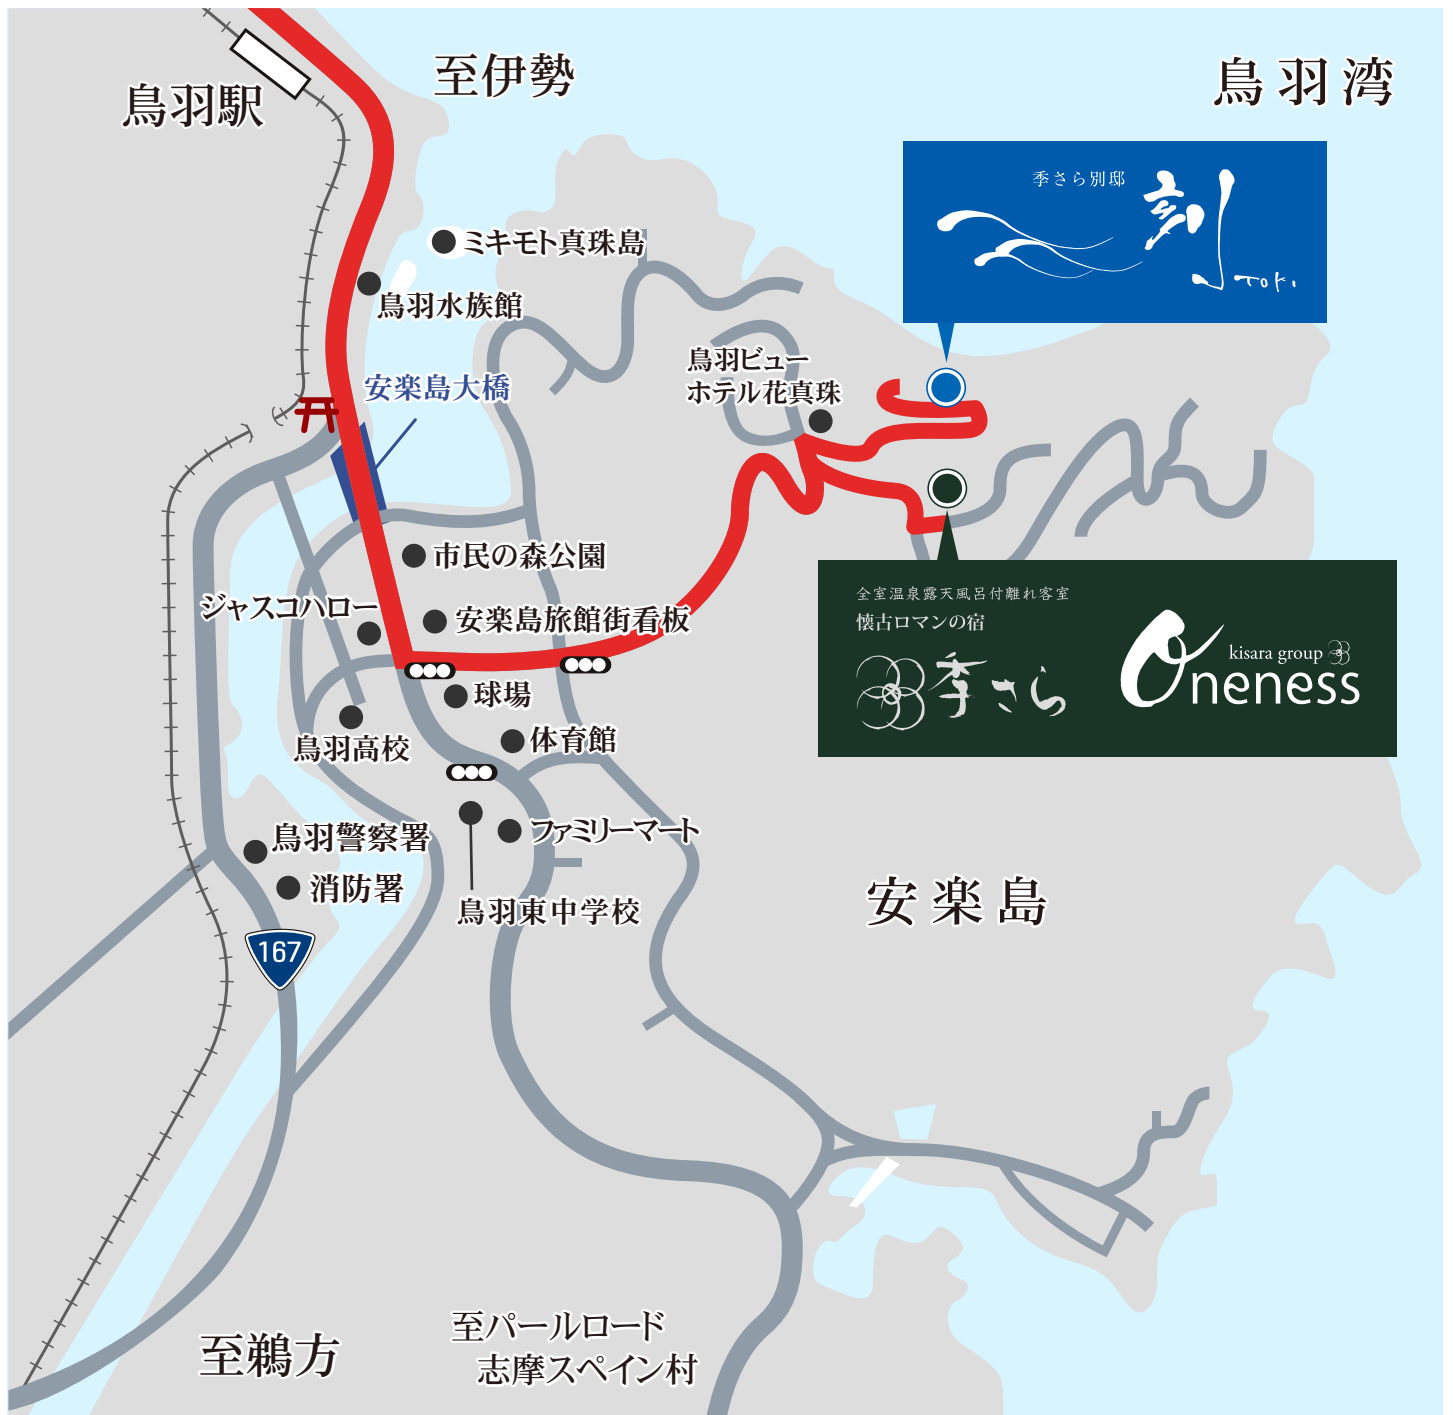 至伊勢
鳥羽湾
鳥羽駅
季さら別邸
刻
TOKI
ミキモト真珠島
鳥羽水族館
鳥羽ビュー
ホテル花真珠
安楽島大橋
市民の森公園
ジャスコハロー
安楽島旅館街看板
全室温泉露天風呂付離れ客室
懐古ロマンの宿
季さら
kisara group
Oneness
球場
鳥羽高校
体育館
鳥羽警察署
ファミリーマート
消防署
鳥羽東中学校
安楽島
167
至パールロード
志摩スペイン村
至鵜方